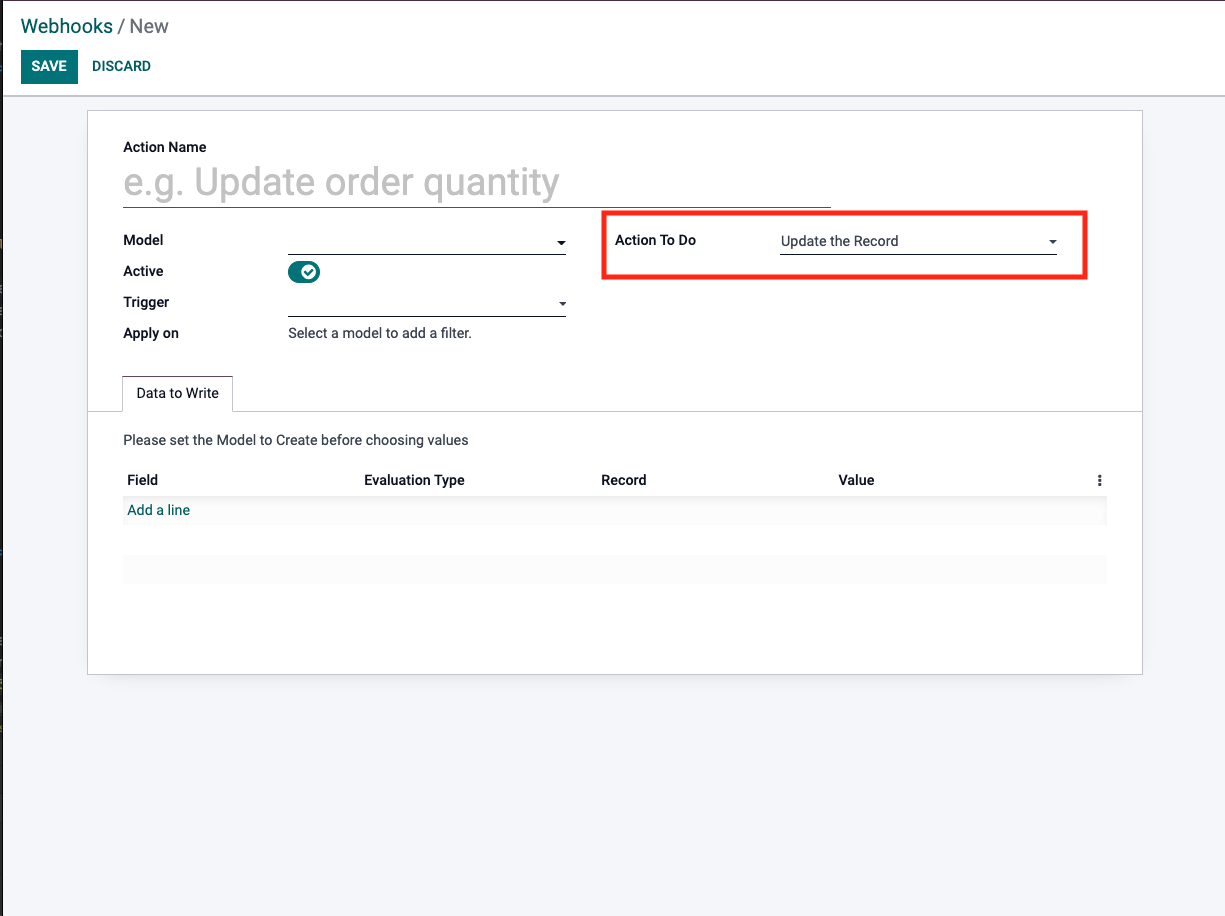 Webhooks / New
SAVE DISCARD
Action Name
e.g. Update order quantity
Model
Action To Do Update the Record
Active
Trigger
Apply on Select a model to add a filter.
Data to Write
Please set the Model to Create before choosing values
Field Evaluation Type Record Value
Add a line